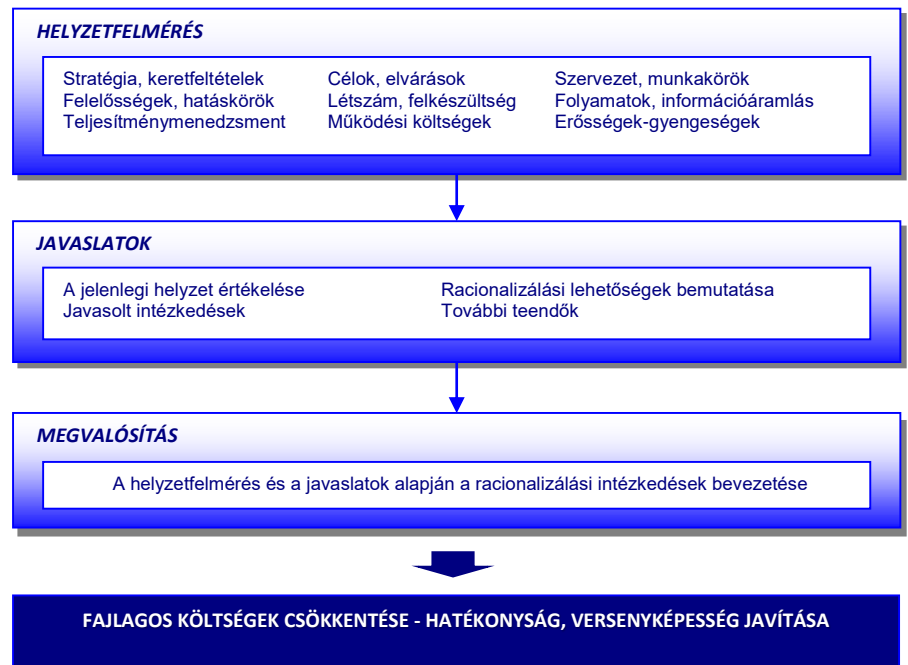 HELYZETFELMÉRÉS
Stratégia, keretfeltételek Célok, elvárások Szervezet, munkakörök
Felelősségek, hatáskörök Létszám, felkészültség Folyamatok, információáramlás
Teljesítménymenedzsment Működési költségek Erősségek-gyengeségek
JAVASLATOK
A jelenlegi helyzet értékelése Racionalizálási lehetőségek bemutatása
Javasolt intézkedések További teendők
MEGVALÓSÍTÁS
A helyzetfelmérés és a javaslatok alapján a racionalizálási intézkedések bevezetése
FAJLAGOS KÖLTSÉGEK CSÖKKENTÉSE - HATÉKONYSÁG, VERSENYKÉPESSÉG JAVÍTÁSA